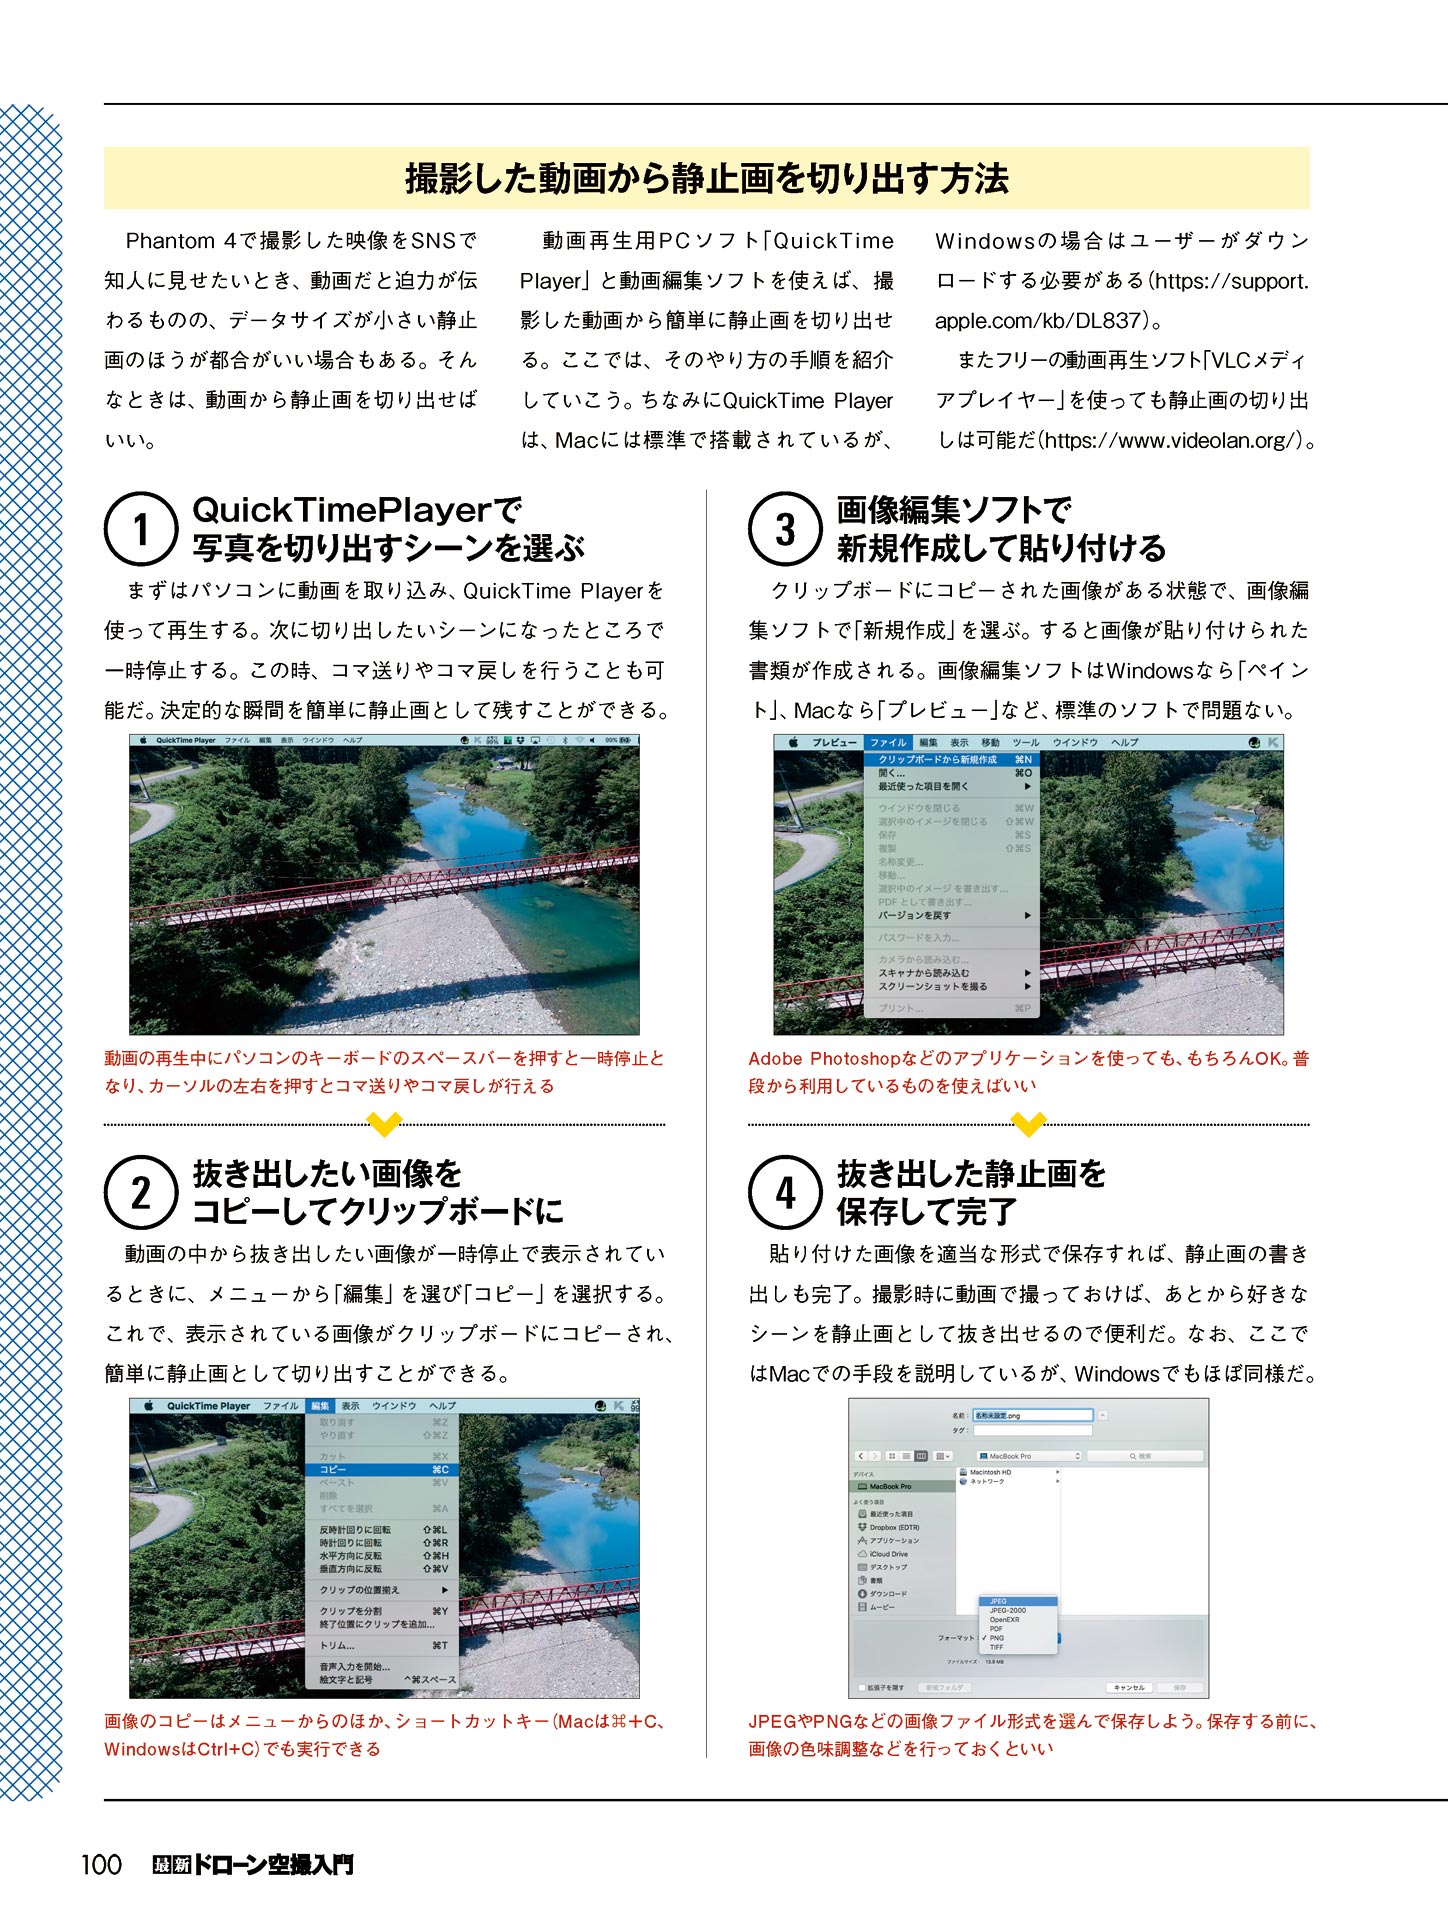 撮影した動画から静止画を切り出す方法
Phantom 4で撮影した映像をSNSで
知人に見せたいとき、動画だと迫力が伝
わるものの、データサイズが小さい静止
画のほうが都合がいい場合もある。そん
なときは、動画から静止画を切り出せば
いい。
動画再生用PCソフト「QuickTime
Player」と動画編集ソフトを使えば、撮
影した動画から簡単に静止画を切り出せ
る。ここでは、そのやり方の手順を紹介
していこう。ちなみにQuickTime Player
は、Macには標準で搭載されているが、
Windowsの場合はユーザーがダウン
ロードする必要がある(https://support.
apple.com/kb/DL837)。
またフリーの動画再生ソフト「VLCメディ
アプレイヤー」を使っても静止画の切り出
しは可能だ(https://www.videolan.org/)。
1
QuickTimePlayerで
写真を切り出すシーンを選ぶ
まずはパソコンに動画を取り込み、QuickTime Playerを
使って再生する。次に切り出したいシーンになったところで
一時停止する。この時、コマ送りやコマ戻しを行うことも可
能だ。決定的な瞬間を簡単に静止画として残すことができる。
QuickTime Player ファイル 編集 表示 ウインドウ ヘルプ 99%
動画の再生中にパソコンのキーボードのスペースバーを押すと一時停止と
なり、カーソルの左右を押すとコマ送りやコマ戻しが行える
2
抜き出したい画像を
コピーしてクリップボードに
動画の中から抜き出したい画像が一時停止で表示されてい
るときに、メニューから「編集」を選び「コピー」を選択する。
これで、表示されている画像がクリップボードにコピーされ、
簡単に静止画として切り出すことができる。
QuickTime Player ファイル 編集 表示 ウインドウ ヘルプ
取り消す ⌘Z
やり直す ⇧⌘Z
カット ⌘X
コピー ⌘C
ペースト ⌘V
削除
すべてを選択 ⌘A
反時計回りに回転 ⇧⌘L
時計回りに回転 ⇧⌘R
水平方向に反転 ⇧⌘H
垂直方向に反転 ⇧⌘V
クリップの位置揃え ▶
クリップを分割 ⌘Y
終了位置にクリップを追加...
トリム... ⌘T
音声入力を開始...
絵文字と記号 ^⌘スペース
画像のコピーはメニューからのほか、ショートカットキー(Macは⌘+C、
WindowsはCtrl+C)でも実行できる
3
画像編集ソフトで
新規作成して貼り付ける
クリップボードにコピーされた画像がある状態で、画像編
集ソフトで「新規作成」を選ぶ。すると画像が貼り付けられた
書類が作成される。画像編集ソフトはWindowsなら「ペイン
ト」、Macなら「プレビュー」など、標準のソフトで問題ない。
プレビュー ファイル 編集 表示 移動 ツール ウインドウ ヘルプ
クリップボードから新規作成 ⌘N
開く... ⌘O
最近使った項目を開く ▶
ウインドウを閉じる ⌘W
選択中のイメージを閉じる ⇧⌘W
保存 ⌘S
複製 ⇧⌘S
名称変更...
移動...
選択中のイメージを書き出す...
PDF として書き出す...
バージョンを戻す ▶
パスワードを入力...
カメラから読み込む...
スキャナから読み込む ▶
スクリーンショットを撮る ▶
プリント... ⌘P
Adobe Photoshopなどのアプリケーションを使っても、もちろんOK。普
段から利用しているものを使えばいい
4
抜き出した静止画を
保存して完了
貼り付けた画像を適当な形式で保存すれば、静止画の書き
出しも完了。撮影時に動画で撮っておけば、あとから好きな
シーンを静止画として抜き出せるので便利だ。なお、ここで
はMacでの手段を説明しているが、Windowsでもほぼ同様だ。
名前: 名称未設定.png
タグ:
MacBook Pro 検索
デバイス
MacBook Pro
よく使う項目
最近使った項目
Dropbox (EDTR)
アプリケーション
iCloud Drive
デスクトップ
書類
ダウンロード
ムービー
Macintosh HD
ネットワーク
JPEG
JPEG-2000
OpenEXR
PDF
フォーマット: ✓ PNG
TIFF
ファイルサイズ: 13.9 MB
拡張子を隠す 新規フォルダ キャンセル 保存
JPEGやPNGなどの画像ファイル形式を選んで保存しよう。保存する前に、
画像の色味調整などを行っておくといい
100 最新ドローン空撮入門